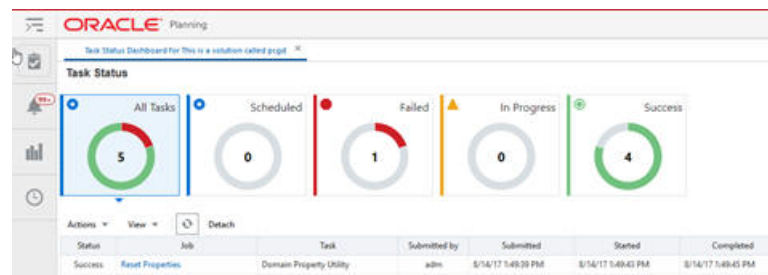 ORACLE Planning
Task Status Dashboard for This is a solution called pcgd ×
Task Status
99+
All Tasks Scheduled Failed In Progress Success
5 0 1 0 4
Actions View Detach
Status Job Task Submitted by Submitted Started Completed
Success Reset Properties Domain Property Utility adm 8/14/17 1:49:39 PM 8/14/17 1:49:43 PM 8/14/17 1:49:45 PM